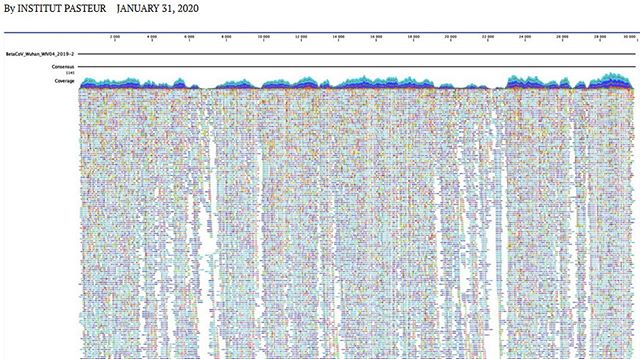 By INSTITUT PASTEUR JANUARY 31, 2020
2 000 4 000 6 000 8 000 10 000 12 000 14 000 16 000 18 000 20 000 22 000 24 000 26 000 28 000 30 000
BetaCoV_Wuhan_WIV04_2019-2
Consensus
Coverage